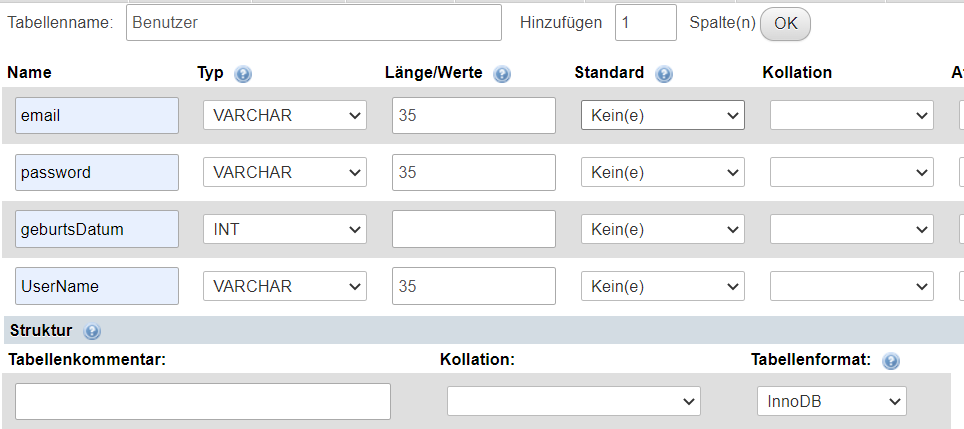 Tabellenname: Benutzer Hinzufügen 1 Spalte(n) OK
Name Typ Länge/Werte Standard Kollation
email VARCHAR 35 Kein(e)
password VARCHAR 35 Kein(e)
geburtsDatum INT Kein(e)
UserName VARCHAR 35 Kein(e)
Struktur
Tabellenkommentar: Kollation: Tabellenformat:
InnoDB